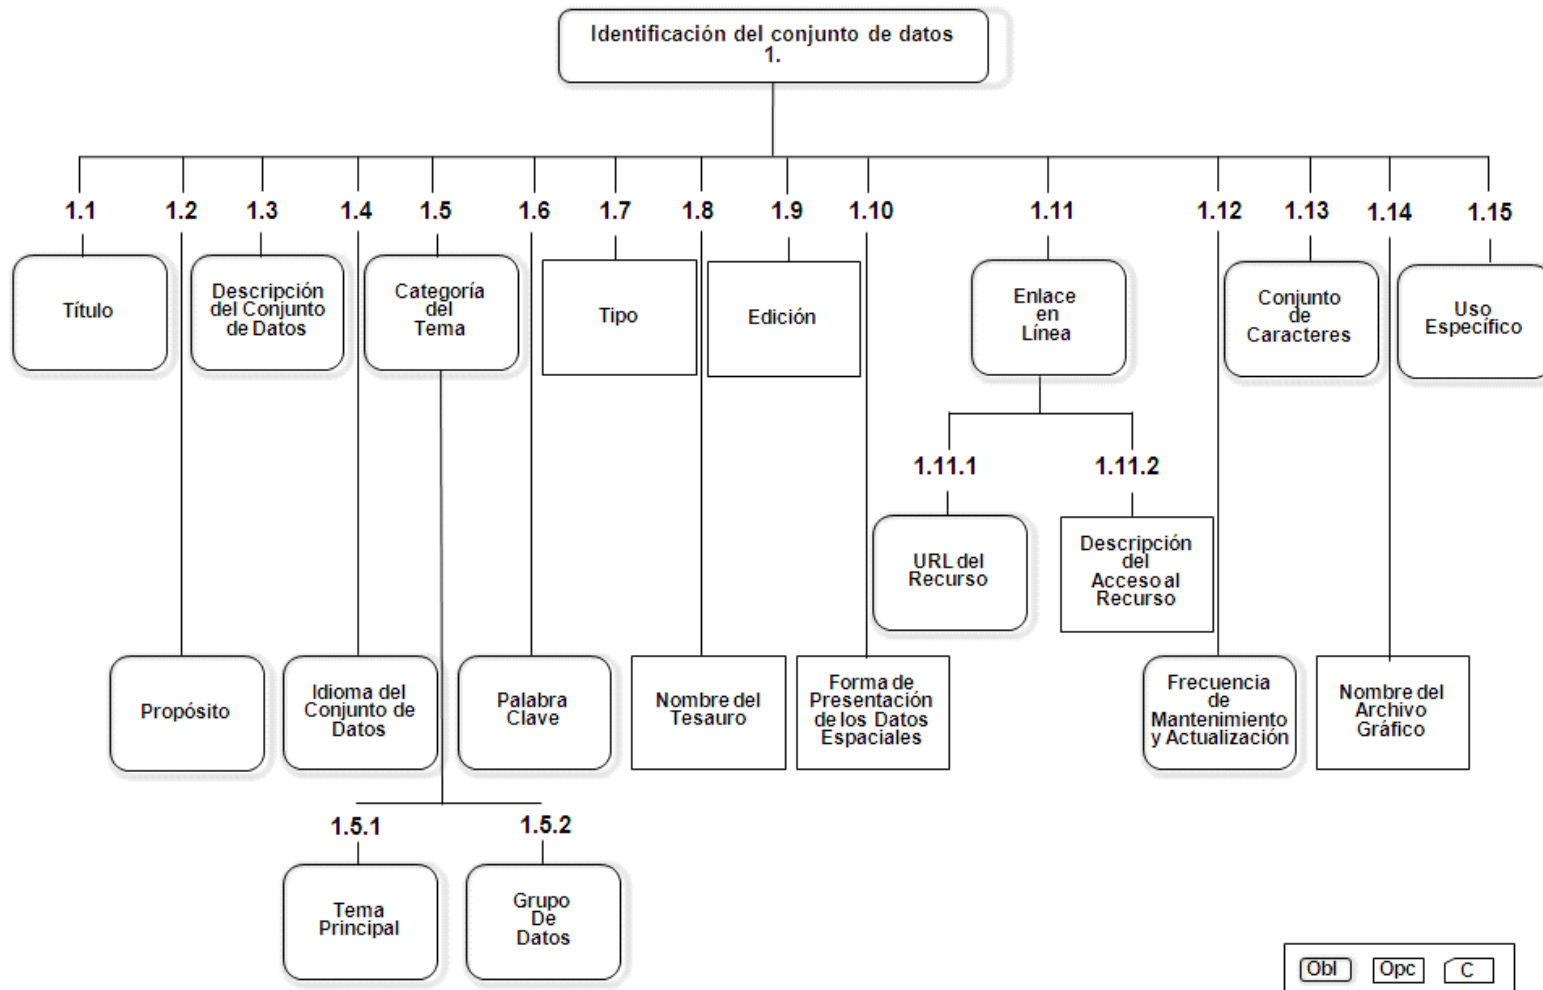 Identificación del conjunto de datos
1.
1.1 1.2 1.3 1.4 1.5 1.6 1.7 1.8 1.9 1.10 1.11 1.12 1.13 1.14 1.15
Título
Descripción
del Conjunto
de Datos
Categoría
del
Tema
Tipo
Edición
Enlace
en
Línea
Conjunto
de
Caracteres
Uso
Específico
1.11.1 1.11.2
URL del
Recurso
Descripción
del
Acceso al
Recurso
Propósito
Idioma del
Conjunto de
Datos
Palabra
Clave
Nombre del
Tesauro
Forma de
Presentación
de los Datos
Espaciales
Frecuencia
de
Mantenimiento
y Actualización
Nombre del
Archivo
Gráfico
1.5.1 1.5.2
Tema
Principal
Grupo
De
Datos
Obl Opc C